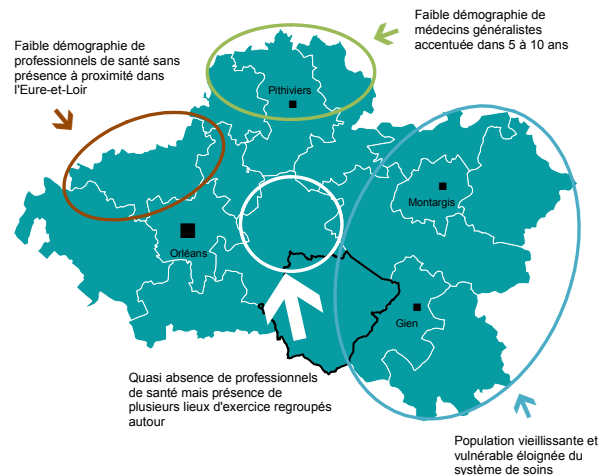 Faible démographie de
professionnels de santé sans
présence à proximité dans
l'Eure-et-Loir
Faible démographie de
médecins généralistes
accentuée dans 5 à 10 ans
Pithiviers
Montargis
Orléans
Gien
Quasi absence de professionnels
de santé mais présence de
plusieurs lieux d'exercice regroupés
autour
Population vieillissante et
vulnérable éloignée du
système de soins